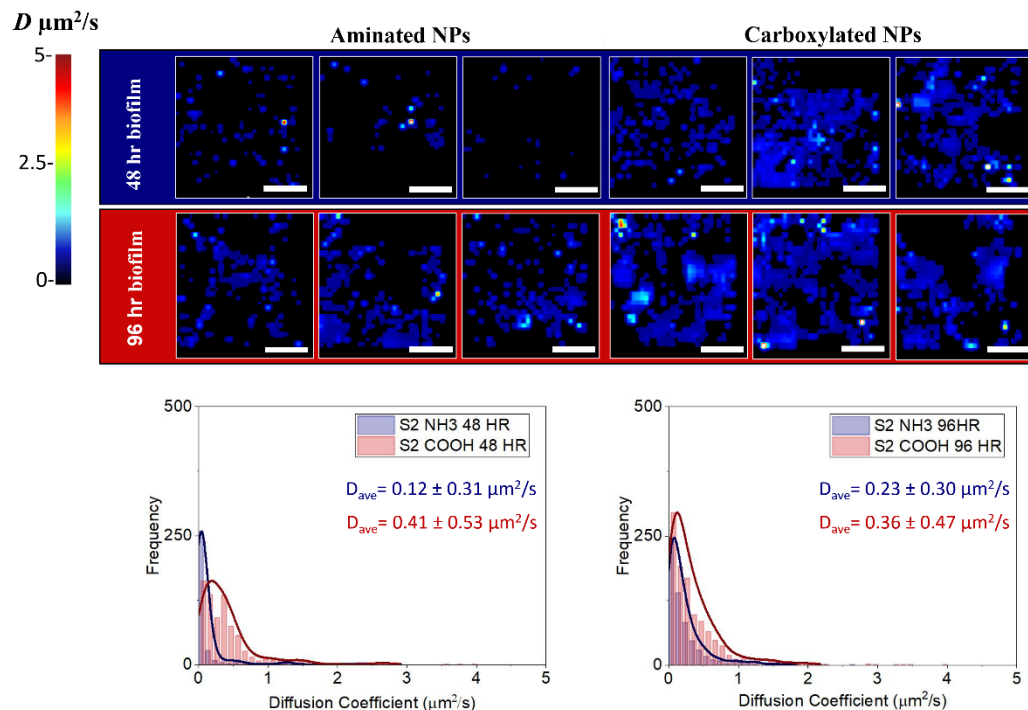 D μm²/s
Aminated NPs
Carboxylated NPs
5-
2.5-
0-
48 hr biofilm
96 hr biofilm
500
250
0
Frequency
S2 NH3 48 HR
S2 COOH 48 HR
Dave= 0.12 ± 0.31 μm²/s
Dave= 0.41 ± 0.53 μm²/s
0 1 2 3 4 5
Diffusion Coefficient (μm²/s)
500
250
0
Frequency
S2 NH3 96HR
S2 COOH 96 HR
Dave= 0.23 ± 0.30 μm²/s
Dave= 0.36 ± 0.47 μm²/s
0 1 2 3 4 5
Diffusion Coefficient (μm²/s)